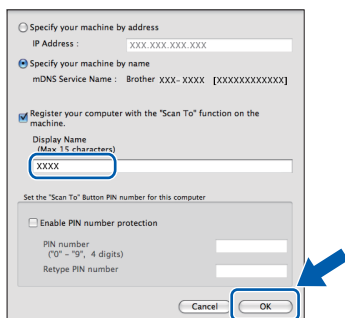 Specify your machine by address
IP Address : XXX.XXX.XXX.XXX
Specify your machine by name
mDNS Service Name : Brother XXX-XXXX [XXXXXXXXXXXX]
Register your computer with the "Scan To" function on the
machine.
Display Name
(Max 15 characters)
XXXX
Set the "Scan To" Button PIN number for this computer
Enable PIN number protection
PIN number
("0" - "9", 4 digits)
Retype PIN number
Cancel OK